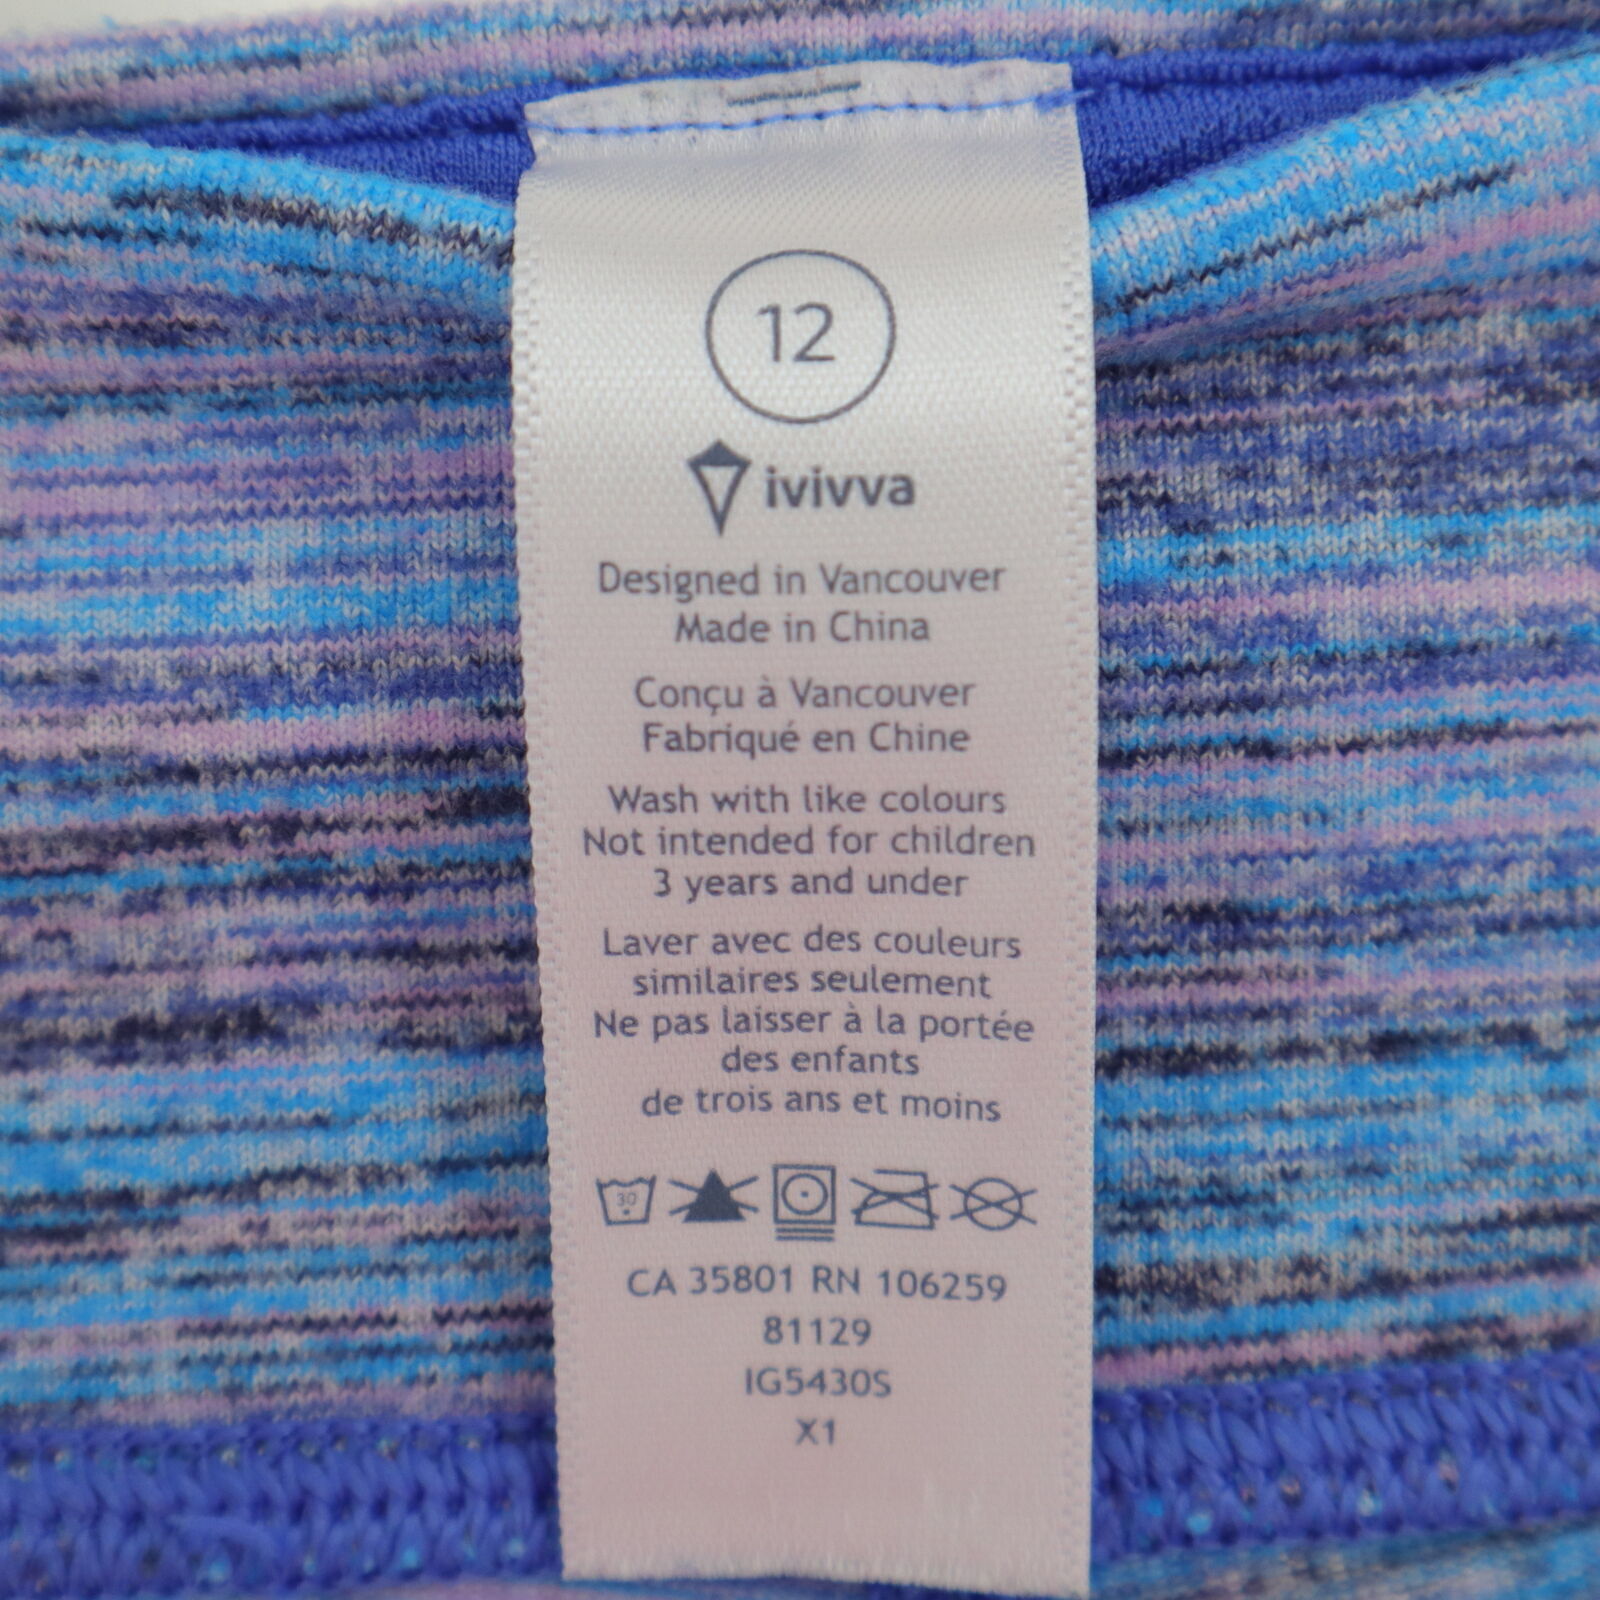 12
ivivva
Designed in Vancouver
Made in China
Conçu à Vancouver
Fabriqué en Chine
Wash with like colours
Not intended for children
3 years and under
Laver avec des couleurs
similaires seulement
Ne pas laisser à la portée
des enfants
de trois ans et moins
30
CA 35801 RN 106259
81129
IG5430S
X1